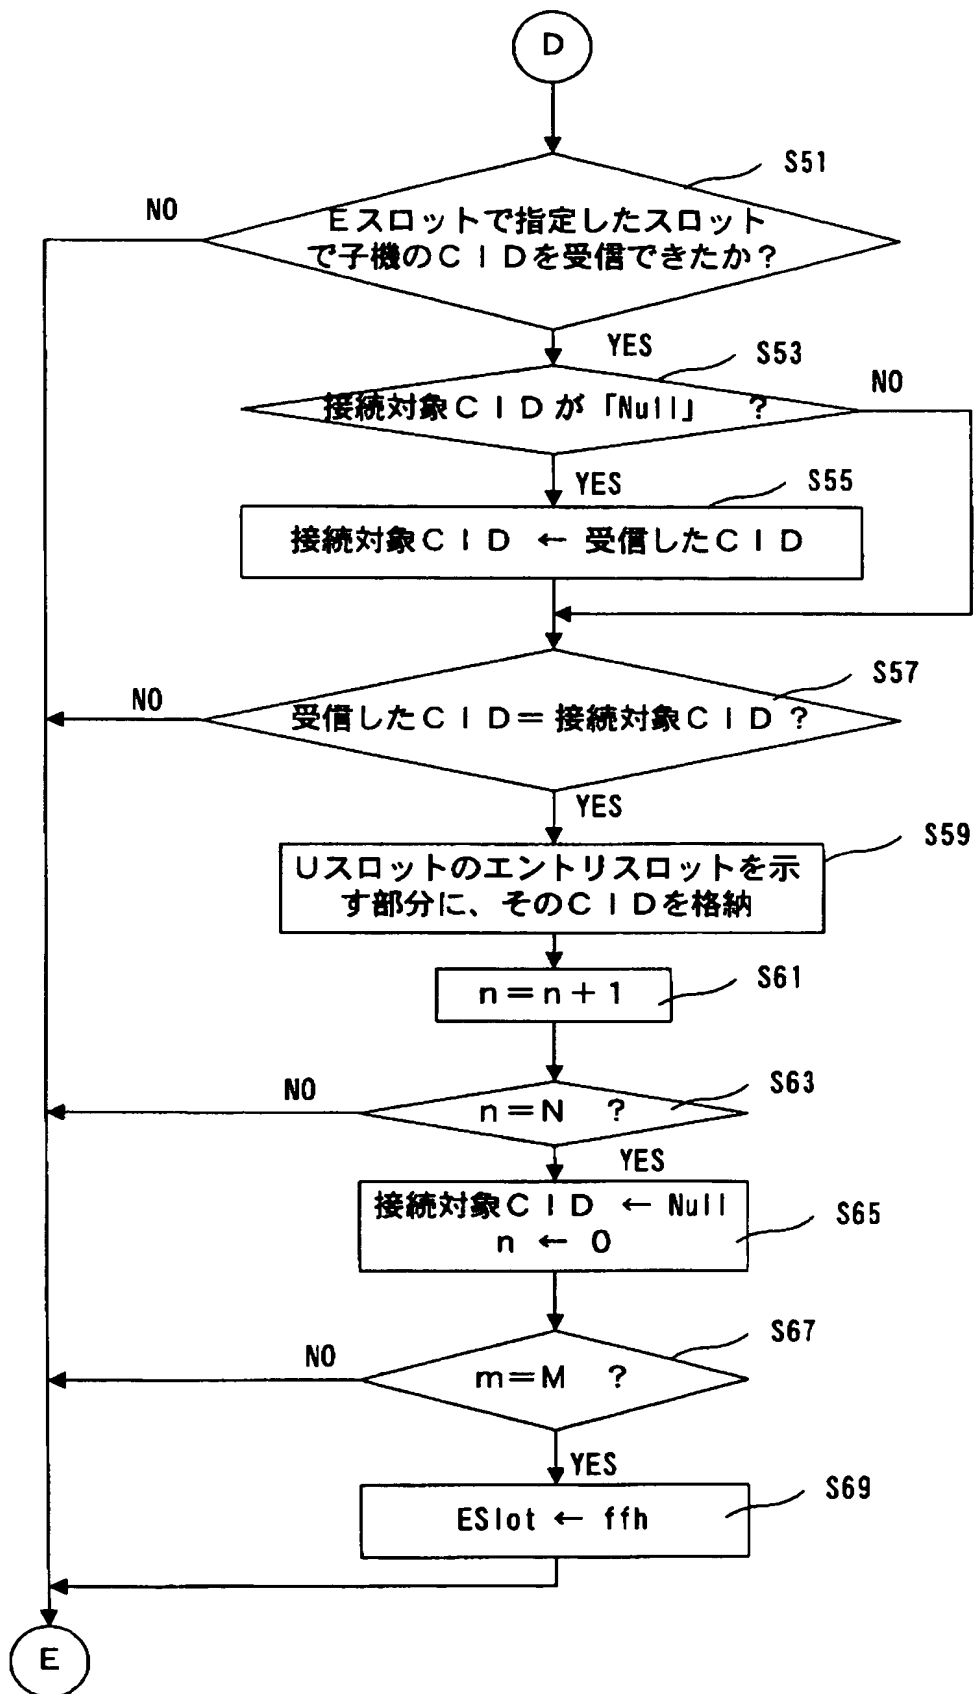 D
S51
NO
Eスロットで指定したスロット
で子機のCIDを受信できたか?
YES
S53
NO
接続対象CIDが「Null」 ?
YES
S55
接続対象CID ← 受信したCID
S57
NO
受信したCID=接続対象CID?
YES
S59
Uスロットのエントリスロットを示
す部分に、そのCIDを格納
S61
n=n+1
S63
NO
n=N ?
YES
接続対象CID ← Null
S65
n ← 0
S67
NO
m=M ?
YES
S69
ESlot ← ffh
E